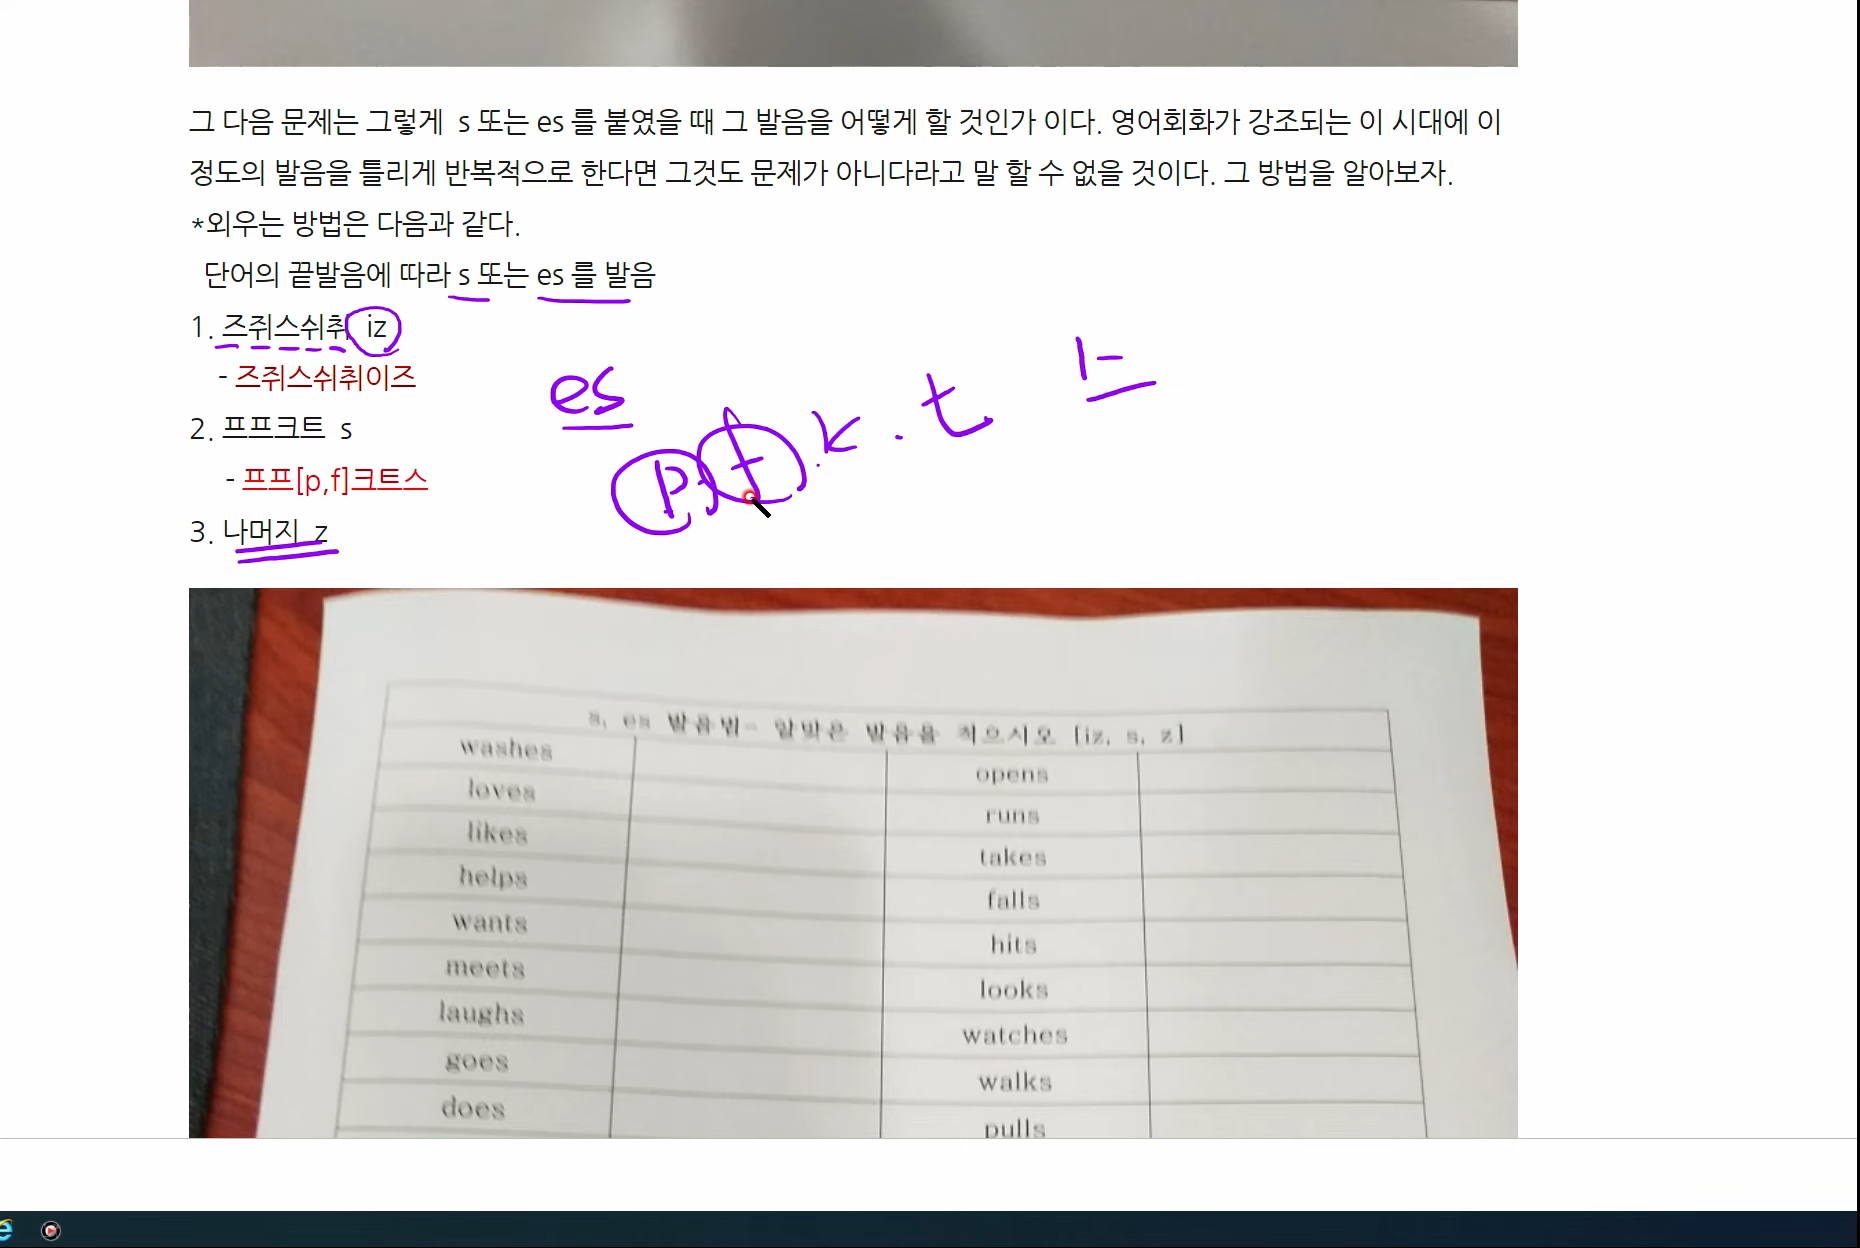 그 다음 문제는 그렇게 s 또는 es 를 붙였을 때 그 발음을 어떻게 할 것인가 이다. 영어회화가 강조되는 이 시대에 이
정도의 발음을 틀리게 반복적으로 한다면 그것도 문제가 아니다라고 말 할 수 없을 것이다. 그 방법을 알아보자.
*외우는 방법은 다음과 같다.
단어의 끝발음에 따라 s 또는 es 를 발음
1. 즈쥐스쉬취 iz
- 즈쥐스쉬취이즈
es
2. 프프크트 s
p, f, k . t
- 프프[p,f]크트스
3. 나머지 z
s, es 발음법- 알맞은 발음을 적으시오 [iz, s, z]
washes opens
loves runs
likes takes
helps falls
wants hits
meets looks
laughs watches
goes walks
does pulls